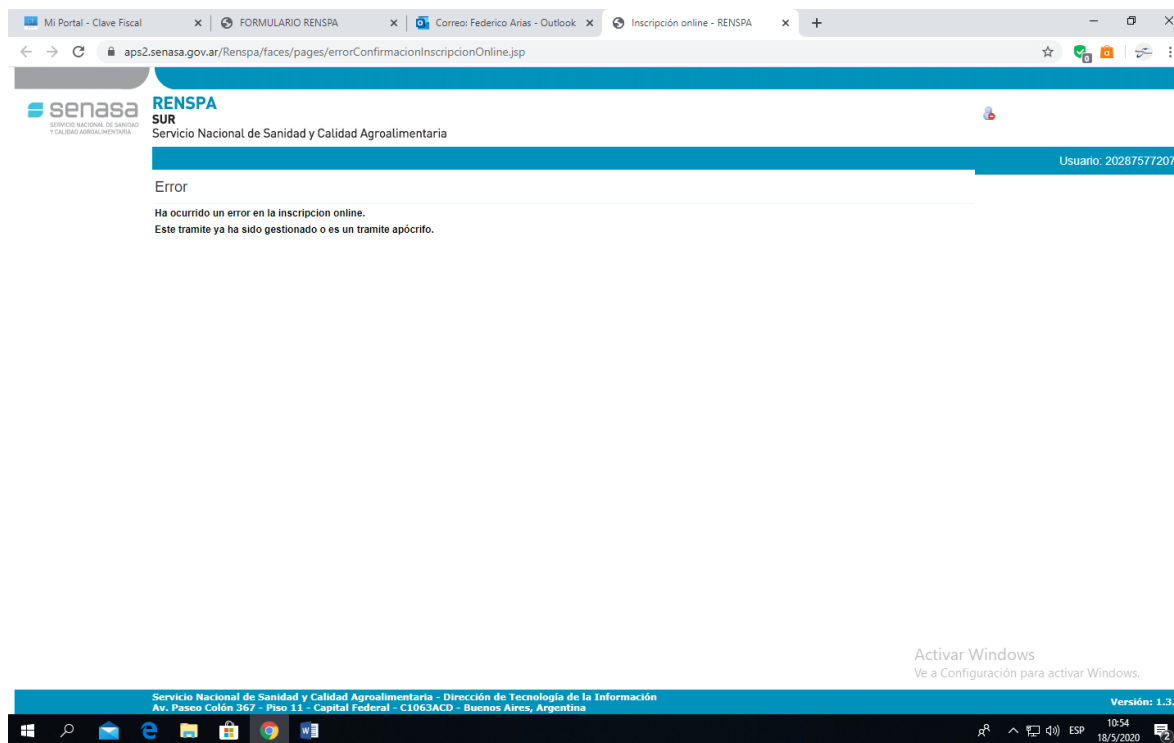 Mi Portal - Clave Fiscal
FORMULARIO RENSPA
Correo: Federico Arias - Outlook
Inscripción online - RENSPA
aps2.senasa.gov.ar/Renspa/faces/pages/errorConfirmacionInscripcionOnline.jsp
senasa
SERVICIO NACIONAL DE SANIDAD
Y CALIDAD AGROALIMENTARIA
RENSPA
SUR
Servicio Nacional de Sanidad y Calidad Agroalimentaria
Usuario: 20287577207
Error
Ha ocurrido un error en la inscripcion online.
Este tramite ya ha sido gestionado o es un tramite apócrifo.
Activar Windows
Ve a Configuración para activar Windows.
Servicio Nacional de Sanidad y Calidad Agroalimentaria - Dirección de Tecnología de la Información
Av. Paseo Colón 367 - Piso 11 - Capital Federal - C1063ACD - Buenos Aires, Argentina
Versión: 1.3.
ESP
10:54
18/5/2020